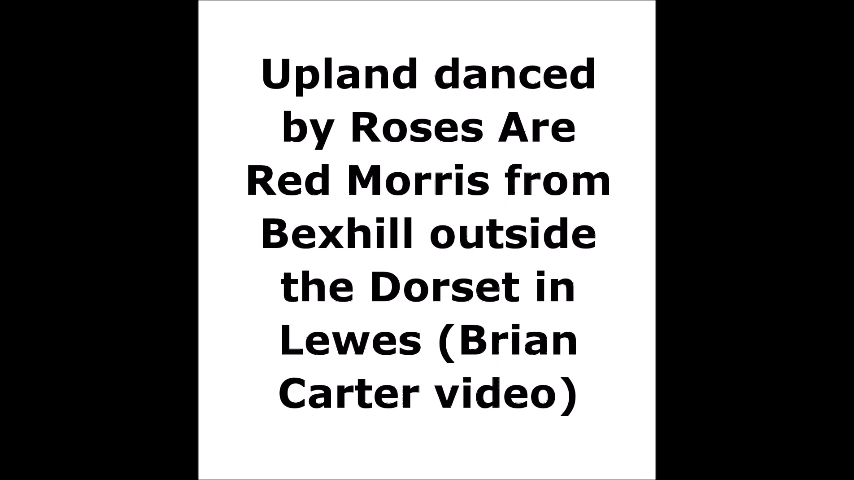 Upland danced
by Roses Are
Red Morris from
Bexhill outside
the Dorset in
Lewes (Brian
Carter video)